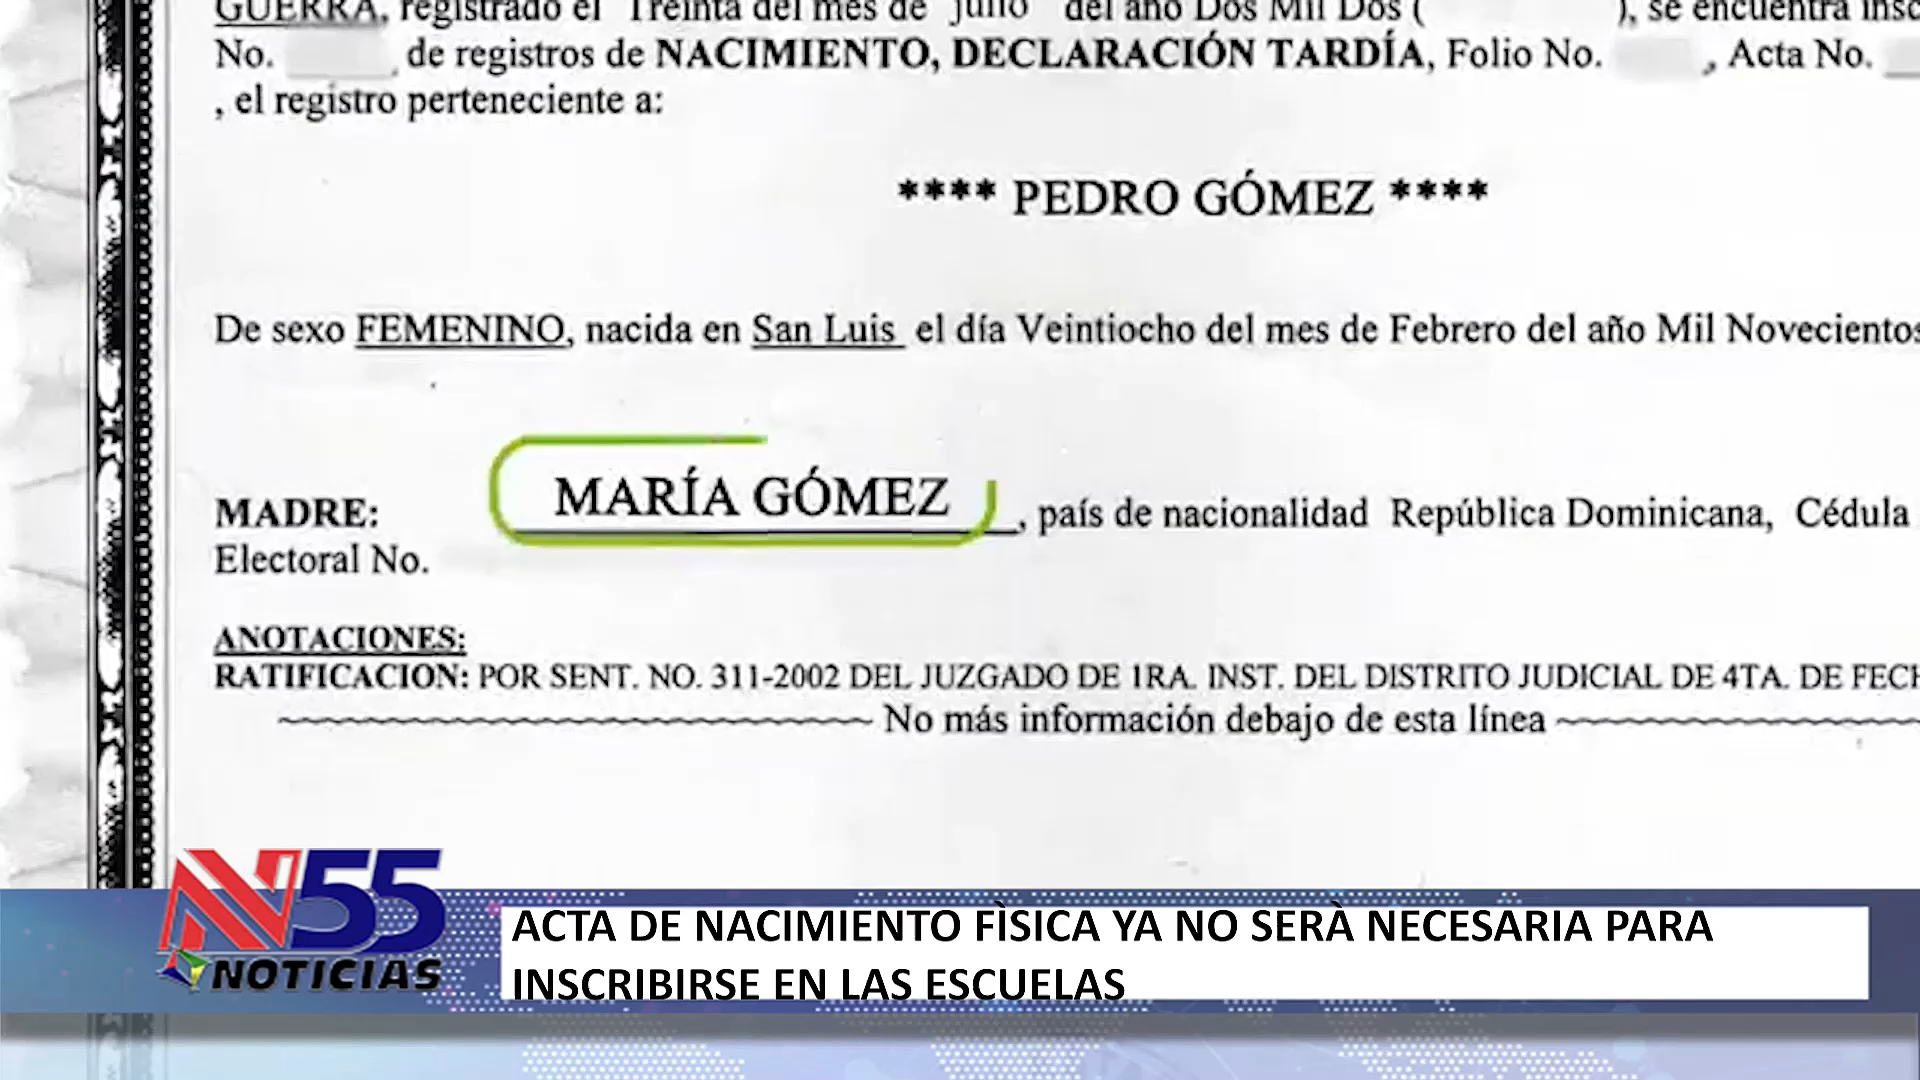 GUERRA, registrado el Treinta del mes de julio del año Dos Mil Dos ( ), se encuentra insc
No. , de registros de NACIMIENTO, DECLARACIÓN TARDÍA, Folio No. , Acta No.
, el registro perteneciente a:
**** PEDRO GÓMEZ ****
De sexo FEMENINO, nacida en San Luis el día Veintiocho del mes de Febrero del año Mil Novecientos
MADRE: MARÍA GÓMEZ, país de nacionalidad República Dominicana, Cédula
Electoral No.
ANOTACIONES:
RATIFICACION: POR SENT. NO. 311-2002 DEL JUZGADO DE 1RA. INST. DEL DISTRITO JUDICIAL DE 4TA. DE FECH
~~~~~~~~~~ No más información debajo de esta línea ~~~~~~~~~~
N55
NOTICIAS
ACTA DE NACIMIENTO FÌSICA YA NO SERÀ NECESARIA PARA
INSCRIBIRSE EN LAS ESCUELAS